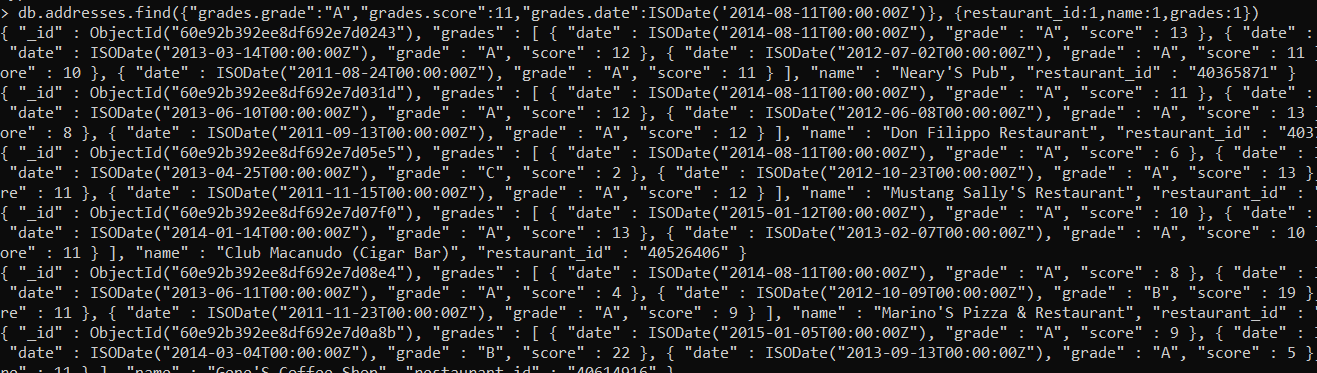 > db.addresses.find({"grades.grade":"A","grades.score":11,"grades.date":ISODate('2014-08-11T00:00:00Z')}, {restaurant_id:1,name:1,grades:1})
{ "_id" : ObjectId("60e92b392ee8df692e7d0243"), "grades" : [ { "date" : ISODate("2014-08-11T00:00:00Z"), "grade" : "A", "score" : 13 }, { "date" :
"date" : ISODate("2013-03-14T00:00:00Z"), "grade" : "A", "score" : 12 }, { "date" : ISODate("2012-07-02T00:00:00Z"), "grade" : "A", "score" : 11
ore" : 10 }, { "date" : ISODate("2011-08-24T00:00:00Z"), "grade" : "A", "score" : 11 } ], "name" : "Neary'S Pub", "restaurant_id" : "40365871" }
{ "_id" : ObjectId("60e92b392ee8df692e7d031d"), "grades" : [ { "date" : ISODate("2014-08-11T00:00:00Z"), "grade" : "A", "score" : 11 }, { "date" :
"date" : ISODate("2013-06-10T00:00:00Z"), "grade" : "A", "score" : 12 }, { "date" : ISODate("2012-06-08T00:00:00Z"), "grade" : "A", "score" : 13
ore" : 8 }, { "date" : ISODate("2011-09-13T00:00:00Z"), "grade" : "A", "score" : 12 } ], "name" : "Don Filippo Restaurant", "restaurant_id" : "403
{ "_id" : ObjectId("60e92b392ee8df692e7d05e5"), "grades" : [ { "date" : ISODate("2014-08-11T00:00:00Z"), "grade" : "A", "score" : 6 }, { "date" :
"date" : ISODate("2013-04-25T00:00:00Z"), "grade" : "C", "score" : 2 }, { "date" : ISODate("2012-10-23T00:00:00Z"), "grade" : "A", "score" : 13 }
re" : 11 }, { "date" : ISODate("2011-11-15T00:00:00Z"), "grade" : "A", "score" : 12 } ], "name" : "Mustang Sally'S Restaurant", "restaurant_id" :
{ "_id" : ObjectId("60e92b392ee8df692e7d07f0"), "grades" : [ { "date" : ISODate("2015-01-12T00:00:00Z"), "grade" : "A", "score" : 10 }, { "date" :
"date" : ISODate("2014-01-14T00:00:00Z"), "grade" : "A", "score" : 13 }, { "date" : ISODate("2013-02-07T00:00:00Z"), "grade" : "A", "score" : 10
ore" : 11 } ], "name" : "Club Macanudo (Cigar Bar)", "restaurant_id" : "40526406" }
{ "_id" : ObjectId("60e92b392ee8df692e7d08e4"), "grades" : [ { "date" : ISODate("2014-08-11T00:00:00Z"), "grade" : "A", "score" : 8 }, { "date" :
"date" : ISODate("2013-06-11T00:00:00Z"), "grade" : "A", "score" : 4 }, { "date" : ISODate("2012-10-09T00:00:00Z"), "grade" : "B", "score" : 19 }
re" : 11 }, { "date" : ISODate("2011-11-23T00:00:00Z"), "grade" : "A", "score" : 9 } ], "name" : "Marino'S Pizza & Restaurant", "restaurant_id" :
{ "_id" : ObjectId("60e92b392ee8df692e7d0a8b"), "grades" : [ { "date" : ISODate("2015-01-05T00:00:00Z"), "grade" : "A", "score" : 9 }, { "date" :
"date" : ISODate("2014-03-04T00:00:00Z"), "grade" : "B", "score" : 22 }, { "date" : ISODate("2013-09-13T00:00:00Z"), "grade" : "A", "score" : 5 }
re" : 11 } ], "name" : "Gene'S Coffee Shop", "restaurant_id" : "40614916" }